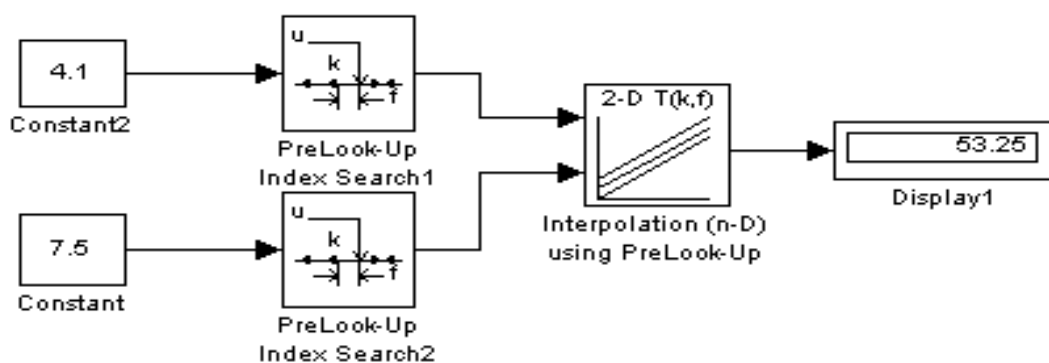 4.1
Constant2
u
k
f
PreLook-Up
Index Search1
7.5
Constant
u
k
f
PreLook-Up
Index Search2
2-D T(k,f)
Interpolation (n-D)
using PreLook-Up
53.25
Display1